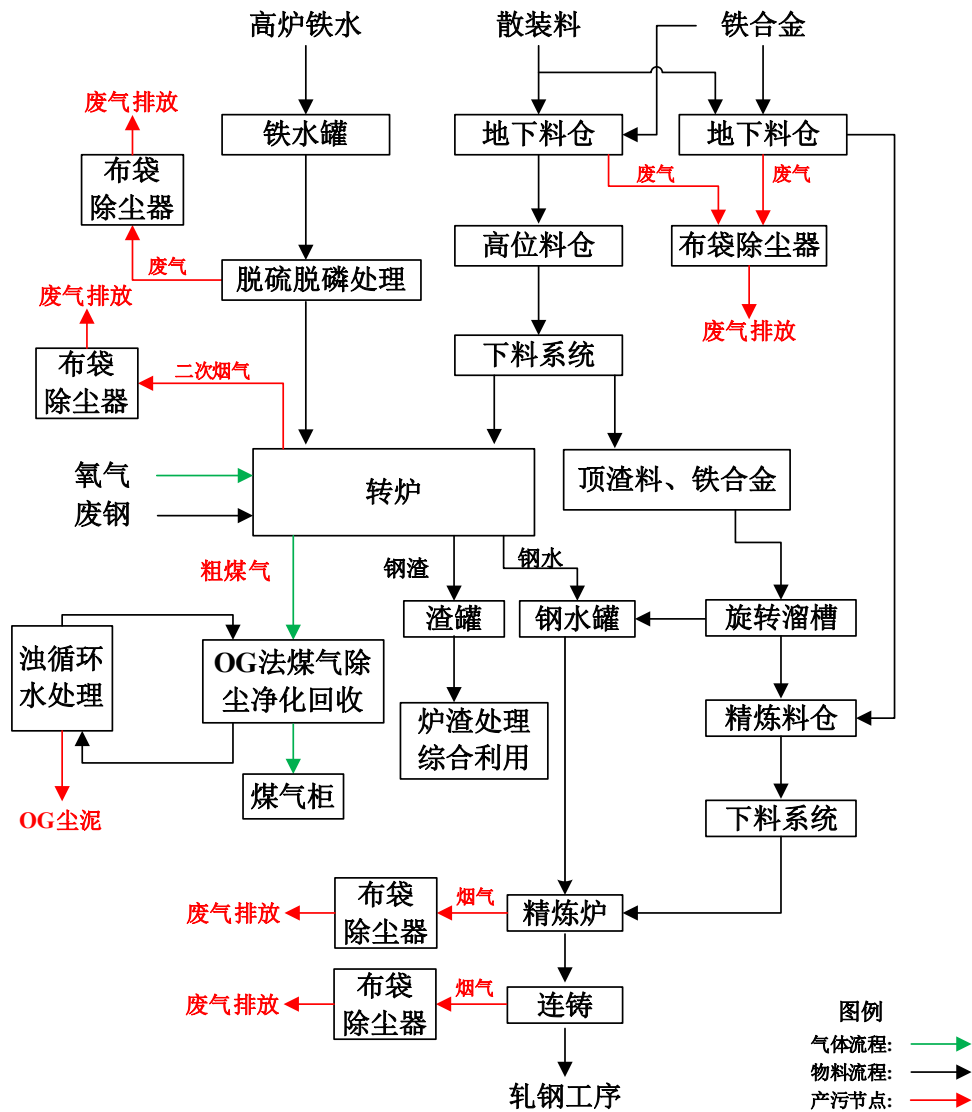 高炉铁水
散装料
铁合金
废气排放
铁水罐
地下料仓
地下料仓
布袋
除尘器
废气
废气
高位料仓
布袋除尘器
废气
脱硫脱磷处理
废气排放
废气排放
下料系统
布袋
除尘器
二次烟气
氧气
废钢
转炉
顶渣料、铁合金
粗煤气
钢渣
钢水
渣罐
钢水罐
旋转溜槽
浊循环
水处理
OG法煤气除
尘净化回收
炉渣处理
综合利用
精炼料仓
煤气柜
OG尘泥
下料系统
废气排放
布袋
除尘器
烟气
精炼炉
废气排放
布袋
除尘器
烟气
连铸
轧钢工序
图例
气体流程:
物料流程:
产污节点: